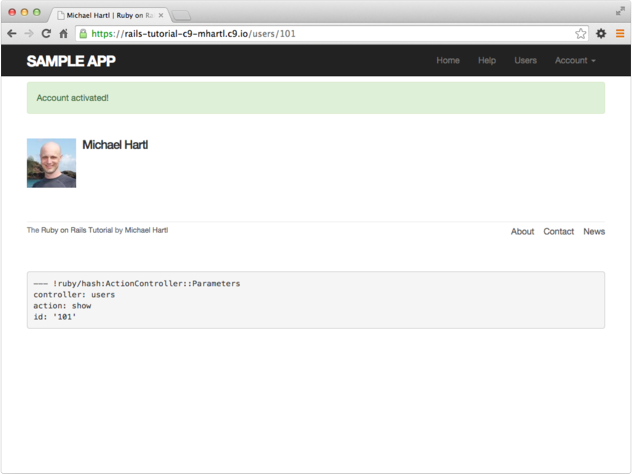 Michael Hartl | Ruby on Ra
https://rails-tutorial-c9-mhartl.c9.io/users/101
SAMPLE APP
Home Help Users Account
Account activated!
Michael Hartl
The Ruby on Rails Tutorial by Michael Hartl
About Contact News
--- !ruby/hash:ActionController::Parameters
controller: users
action: show
id: '101'